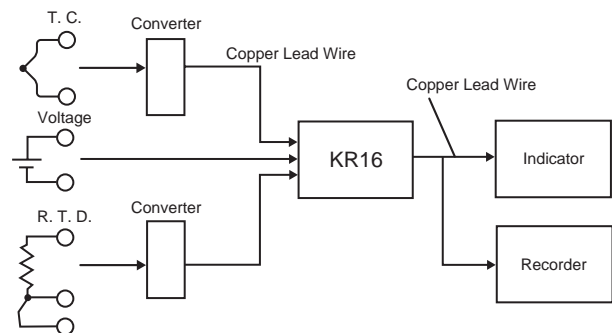 T. C.
Converter
Copper Lead Wire
Copper Lead Wire
Voltage
KR16
Indicator
R. T. D.
Converter
Recorder